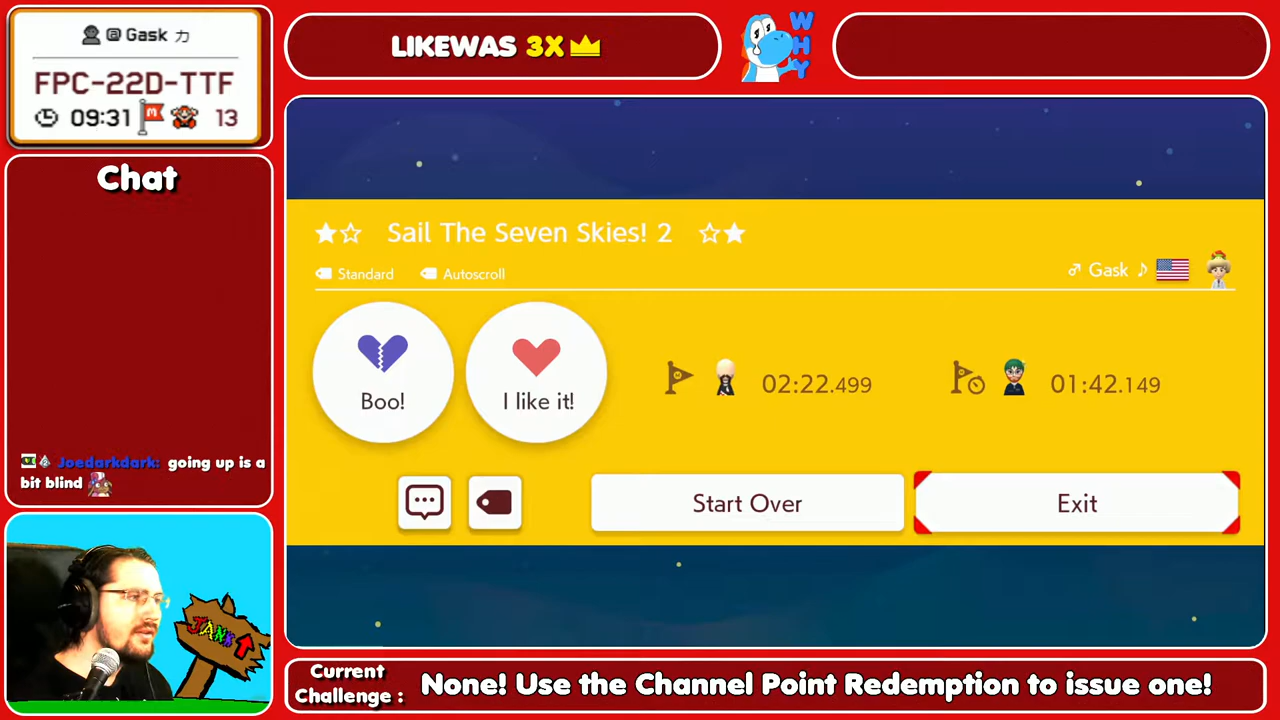 @ Gask カ
FPC-22D-TTF
09:31 M 13
LIKEWAS 3X
WHY
Chat
Joedarkdark: going up is a
bit blind
Sail The Seven Skies! 2
Standard Autoscroll
♂ Gask ♪
Boo!
I like it!
02:22.499
01:42.149
Start Over
Exit
JANK
Current
Challenge :
None! Use the Channel Point Redemption to issue one!